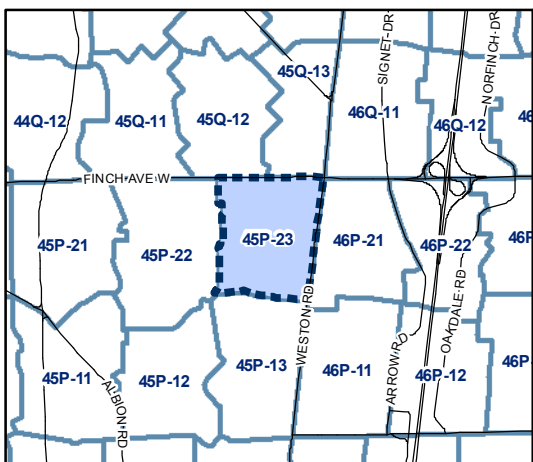 SIGNET DR
NORFINCH DR
45Q-13
44Q-12
45Q-11
45Q-12
46Q-11
46Q-12
46
FINCH AVE W
45P-21
45P-22
45P-23
46P-21
46P-22
46P
WESTON RD
OAKDALE RD
ARROW RD
45P-11
45P-12
45P-13
46P-11
46P-12
46P
ALBION RD